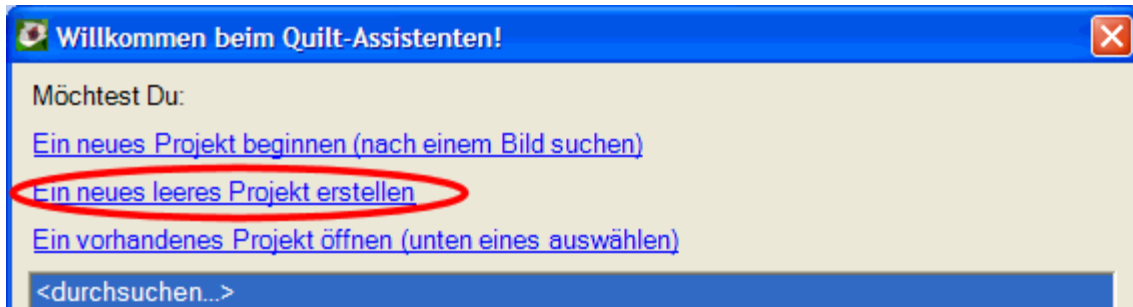 Willkommen beim Quilt-Assistenten!
Möchtest Du:
Ein neues Projekt beginnen (nach einem Bild suchen)
Ein neues leeres Projekt erstellen
Ein vorhandenes Projekt öffnen (unten eines auswählen)
<durchsuchen...>